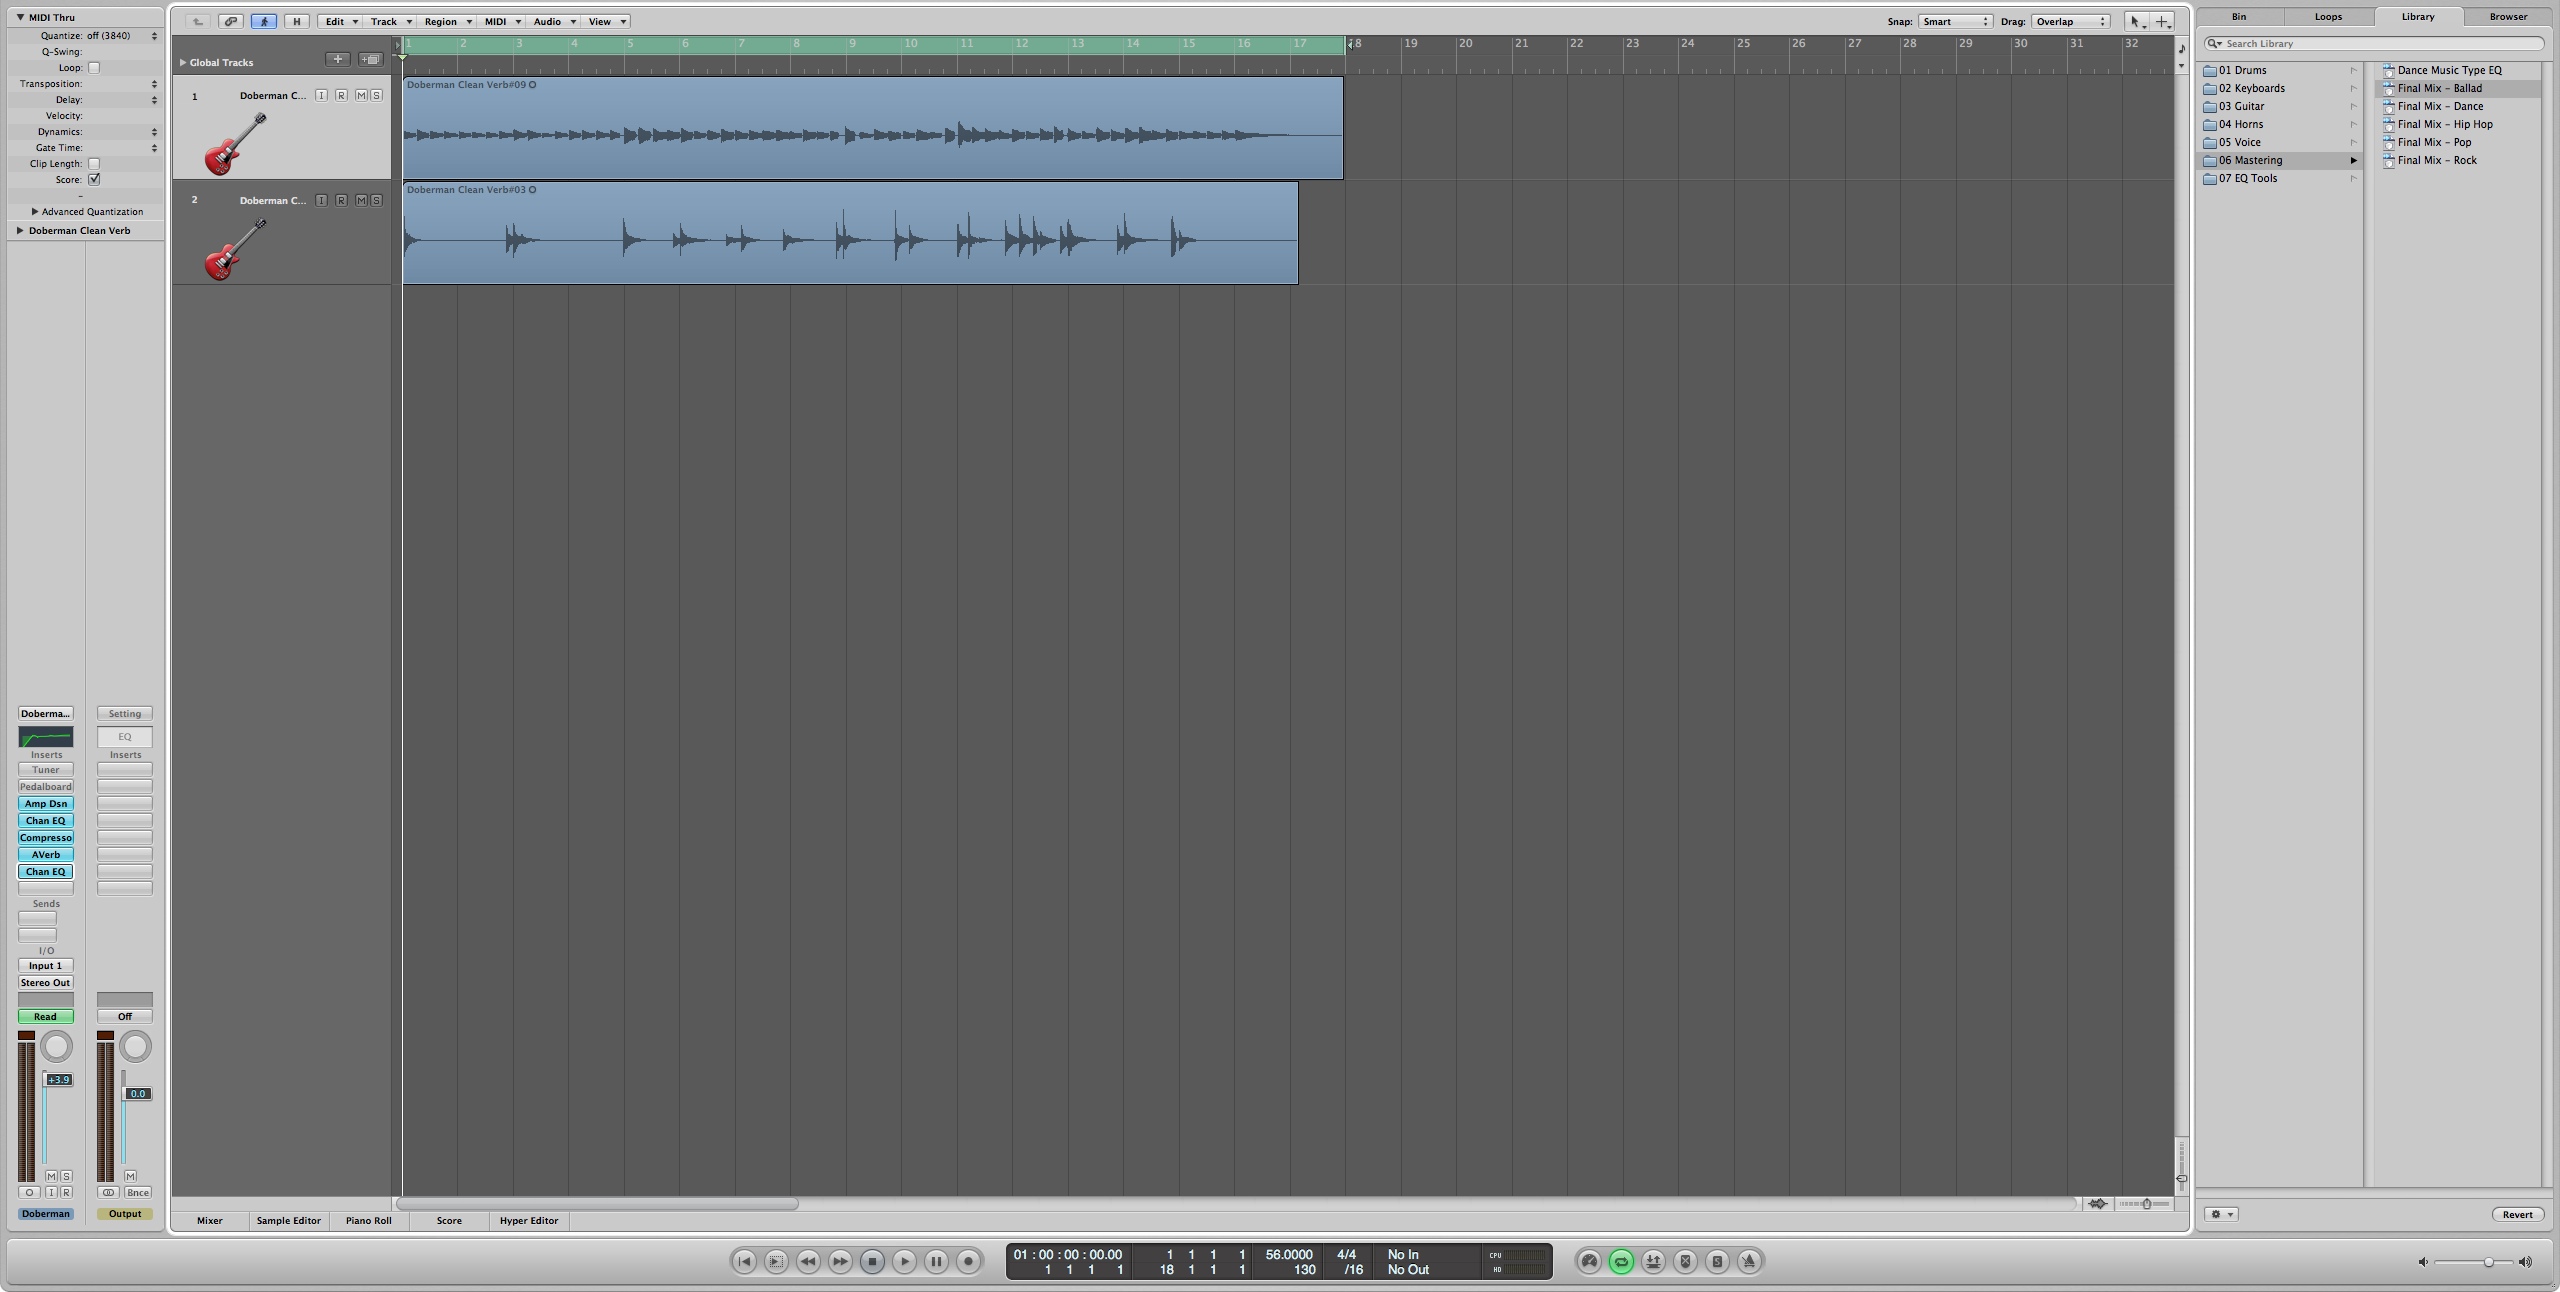 MIDI Thru
Quantize: off (3840)
Q-Swing:
Loop:
Transposition:
Delay:
Velocity:
Dynamics:
Gate Time:
Clip Length:
Score:
-
Advanced Quantization
Doberman Clean Verb
Doberma... Setting
EQ
Inserts Inserts
Tuner
Pedalboard
Amp Dsn
Chan EQ
Compresso
AVerb
Chan EQ
Sends
I/O
Input 1
Stereo Out
Read Off
+3.9
0.0
M S M
I R Bnce
Doberman Output
H Edit Track Region MIDI Audio View Snap: Smart Drag: Overlap
Global Tracks
1 2 3 4 5 6 7 8 9 10 11 12 13 14 15 16 17 18 19 20 21 22 23 24 25 26 27 28 29 30 31 32
1 Doberman C... I R M S
Doberman Clean Verb#09
2 Doberman C... I R M S
Doberman Clean Verb#03
Mixer Sample Editor Piano Roll Score Hyper Editor
Bin Loops Library Browser
Search Library
01 Drums
02 Keyboards
03 Guitar
04 Horns
05 Voice
06 Mastering
07 EQ Tools
Dance Music Type EQ
Final Mix – Ballad
Final Mix – Dance
Final Mix – Hip Hop
Final Mix – Pop
Final Mix – Rock
Revert
01 : 00 : 00 : 00.00 1 1 1 1 56.0000 4/4 No In CPU
1 1 1 1 18 1 1 1 130 /16 No Out HD
S